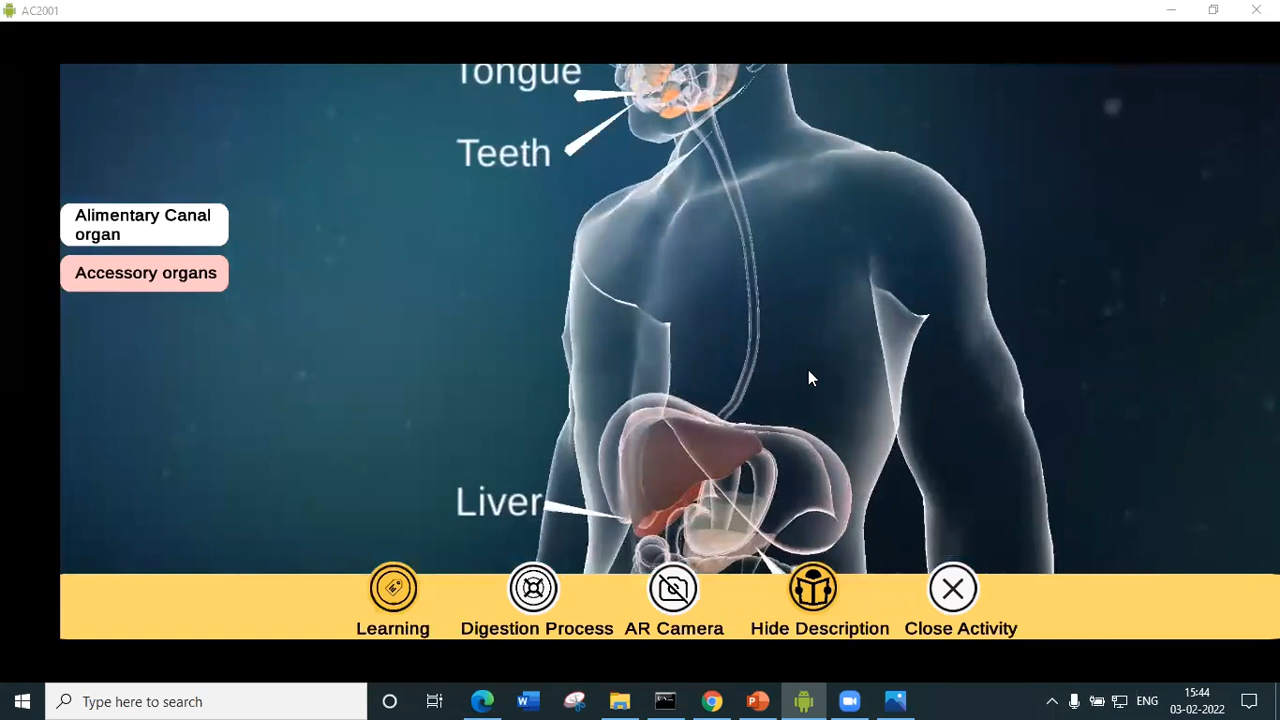 AC2001
Tongue
Teeth
Alimentary Canal
organ
Accessory organs
Liver
Learning
Digestion Process
AR Camera
Hide Description
Close Activity
Type here to search
ENG
15:44
03-02-2022